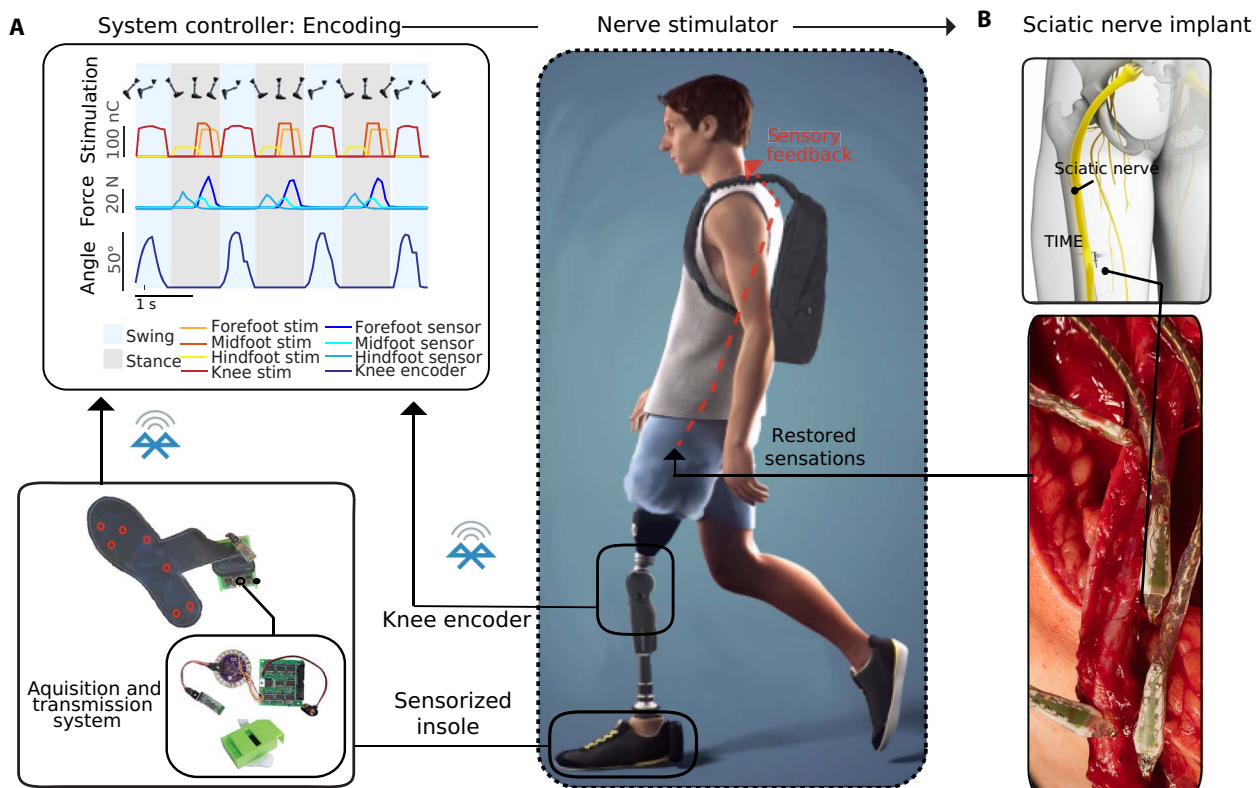 A
System controller: Encoding
Nerve stimulator
B
Sciatic nerve implant
Stimulation
100 nC
Force
20 N
Angle
50°
1 s
Swing
Stance
Forefoot stim
Midfoot stim
Hindfoot stim
Knee stim
Forefoot sensor
Midfoot sensor
Hindfoot sensor
Knee encoder
Sensory
feedback
Sciatic nerve
TIME
Restored
sensations
Knee encoder
Sensorized
insole
Aquisition and
transmission
system